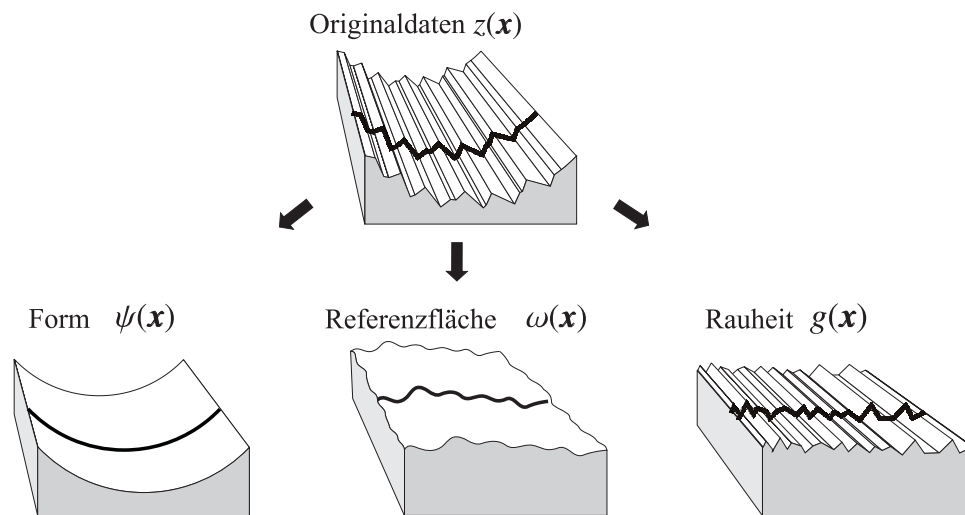 Originaldaten z(x)
Form ψ(x)
Referenzfläche ω(x)
Rauheit g(x)